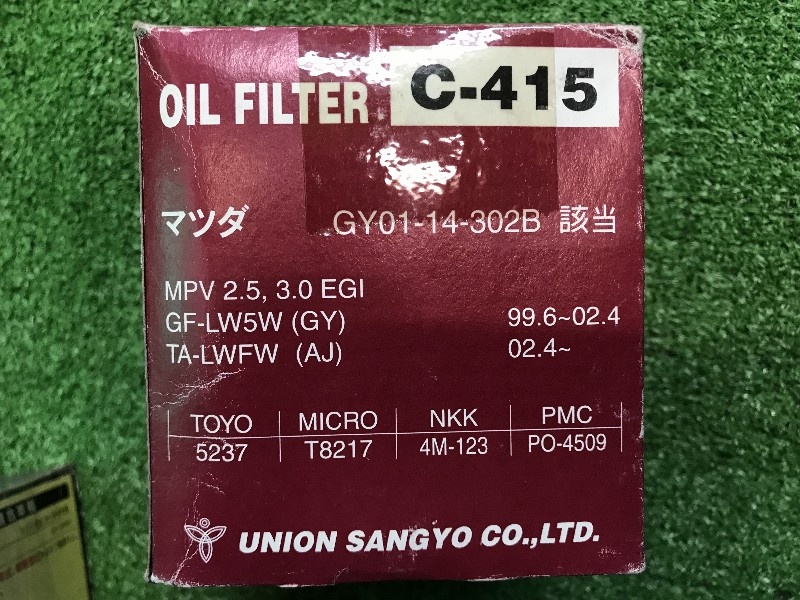 OIL FILTER C-415
マツダ GY01-14-302B 該当
MPV 2.5, 3.0 EGI
GF-LW5W (GY) 99.6~02.4
TA-LWFW (AJ) 02.4~
TOYO MICRO NKK PMC
5237 T8217 4M-123 PO-4509
UNION SANGYO CO.,LTD.